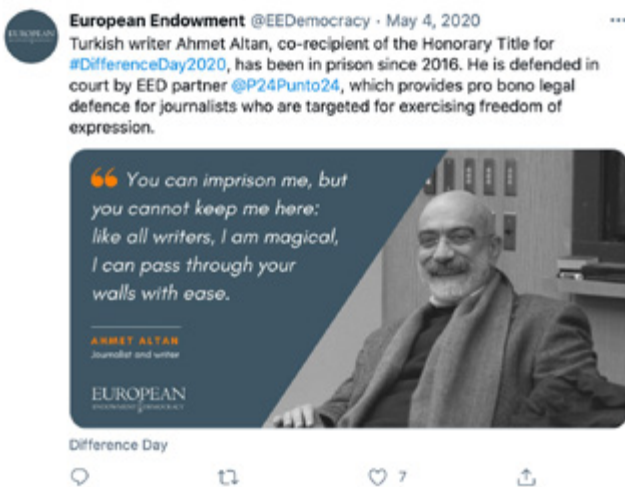 European Endowment @EEDemocracy · May 4, 2020
Turkish writer Ahmet Altan, co-recipient of the Honorary Title for
#DifferenceDay2020, has been in prison since 2016. He is defended in
court by EED partner @P24Punto24, which provides pro bono legal
defence for journalists who are targeted for exercising freedom of
expression.
EUROPEAN
❝ You can imprison me, but
you cannot keep me here:
like all writers, I am magical,
I can pass through your
walls with ease.
AHMET ALTAN
Journalist and writer
EUROPEAN
ENDOWMENT DEMOCRACY
Difference Day
7